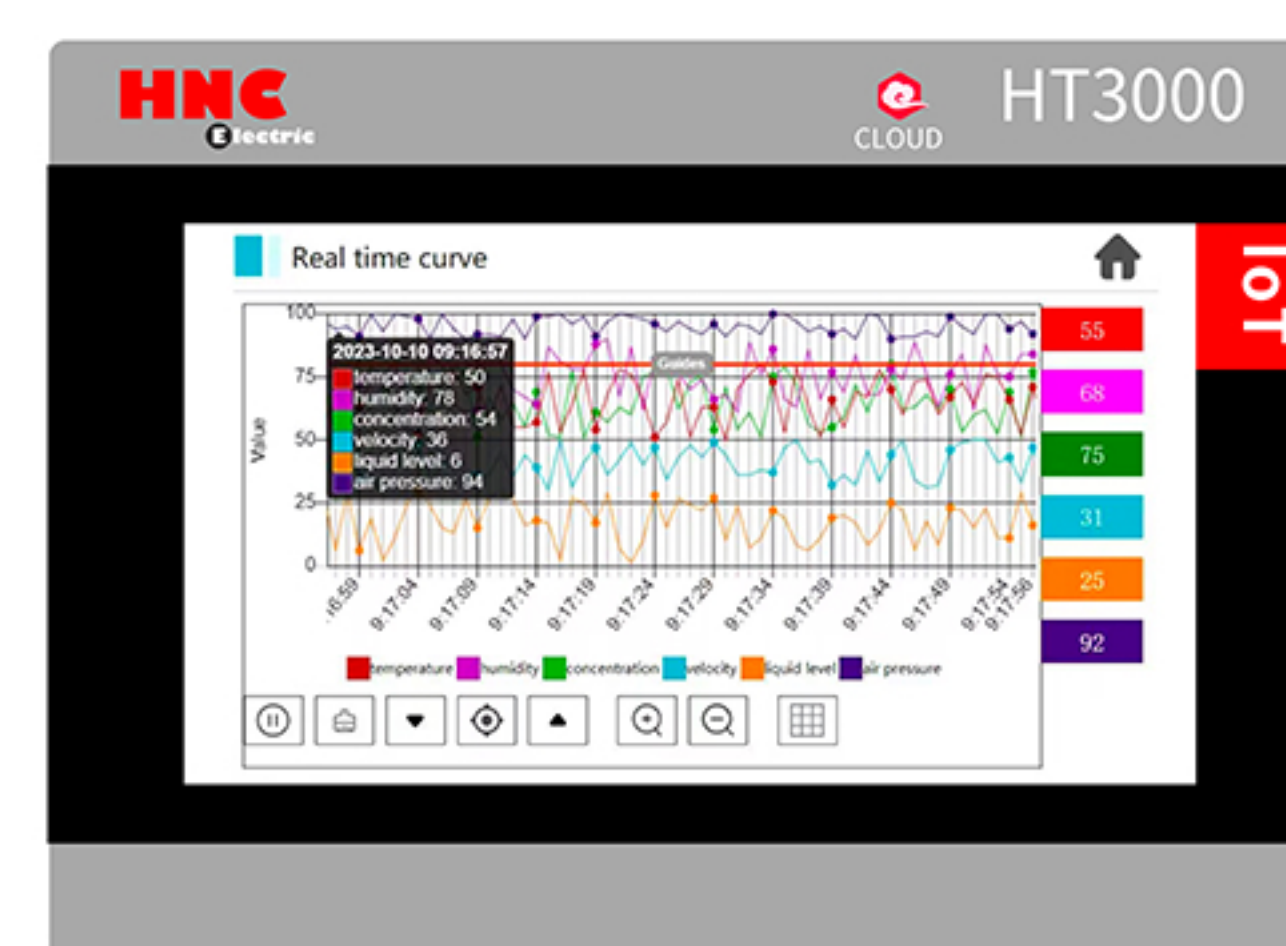 HNC
Electric
CLOUD
HT3000
IoT
Real time curve
100
75
50
25
0
Value
2023-10-10 09:16:57
temperature: 50
humidity: 78
concentration: 54
velocity: 36
liquid level: 6
air pressure: 94
Guides
55
68
75
31
25
92
9:17:04
9:17:09
9:17:14
9:17:19
9:17:24
9:17:29
9:17:34
9:17:39
9:17:44
9:17:49
9:17:54
9:17:56
temperature humidity concentration velocity liquid level air pressure